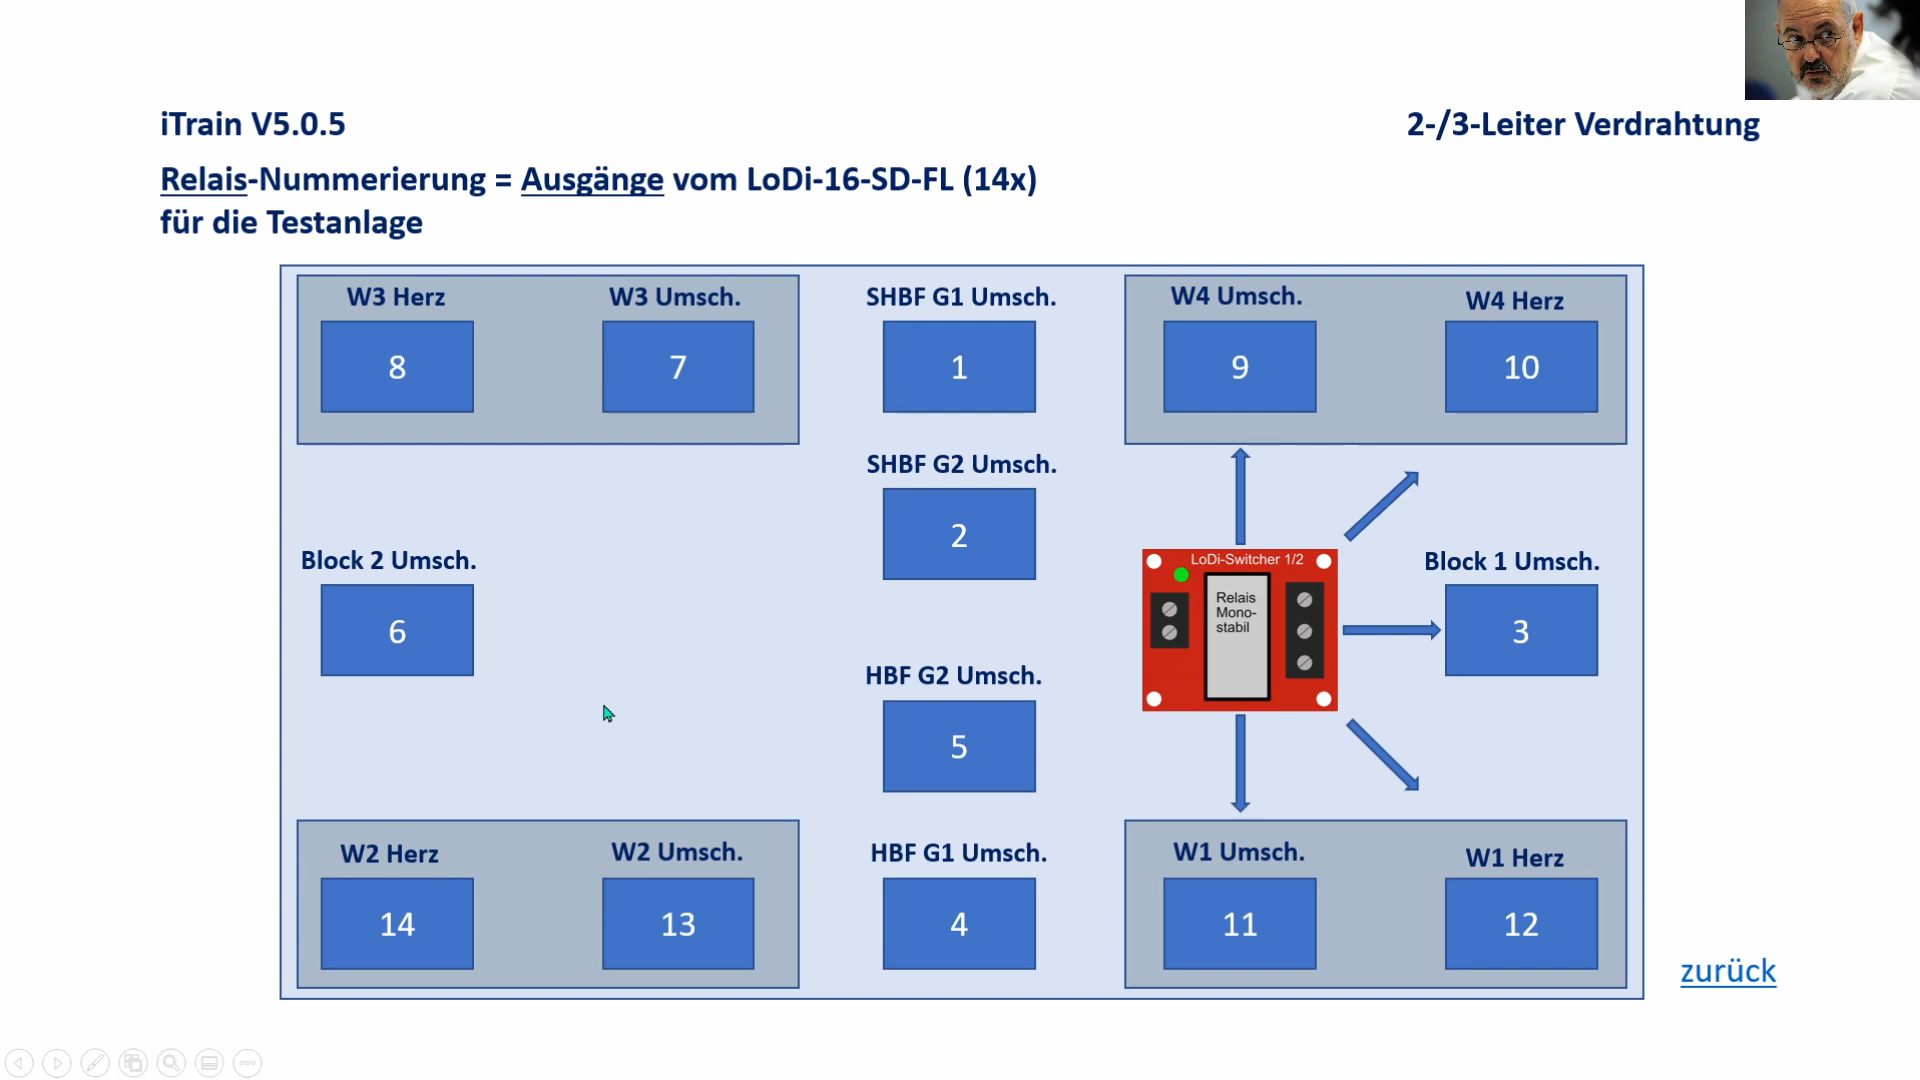 iTrain V5.0.5
2-/3-Leiter Verdrahtung
Relais-Nummerierung = Ausgänge vom LoDi-16-SD-FL (14x)
für die Testanlage
W3 Herz
W3 Umsch.
SHBF G1 Umsch.
W4 Umsch.
W4 Herz
8
7
1
9
10
SHBF G2 Umsch.
2
Block 2 Umsch.
6
LoDi-Switcher 1/2
Relais
Mono-
stabil
Block 1 Umsch.
3
HBF G2 Umsch.
5
W2 Herz
W2 Umsch.
HBF G1 Umsch.
W1 Umsch.
W1 Herz
14
13
4
11
12
zurück